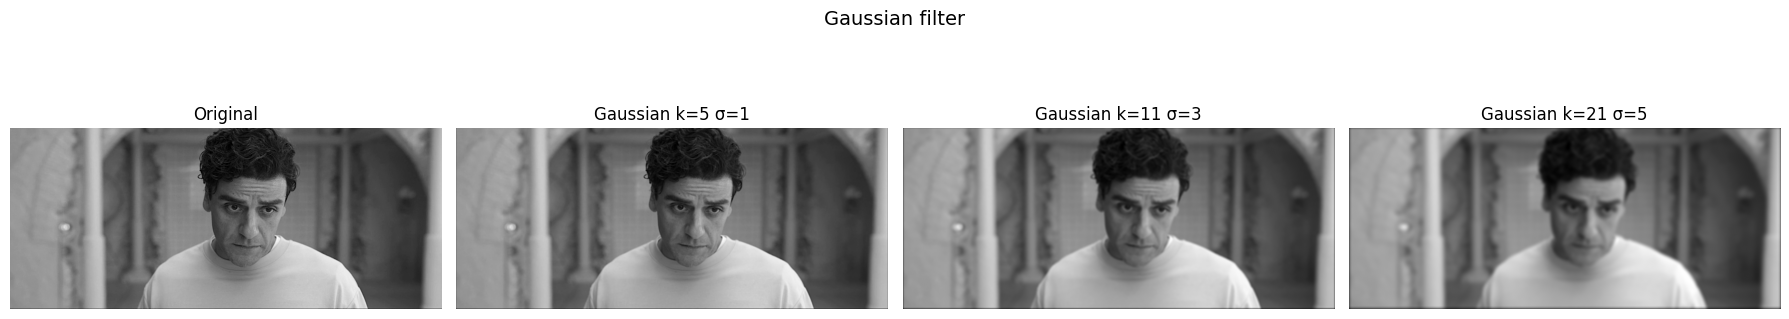 Gaussian filter
Original
Gaussian k=5 σ=1
Gaussian k=11 σ=3
Gaussian k=21 σ=5